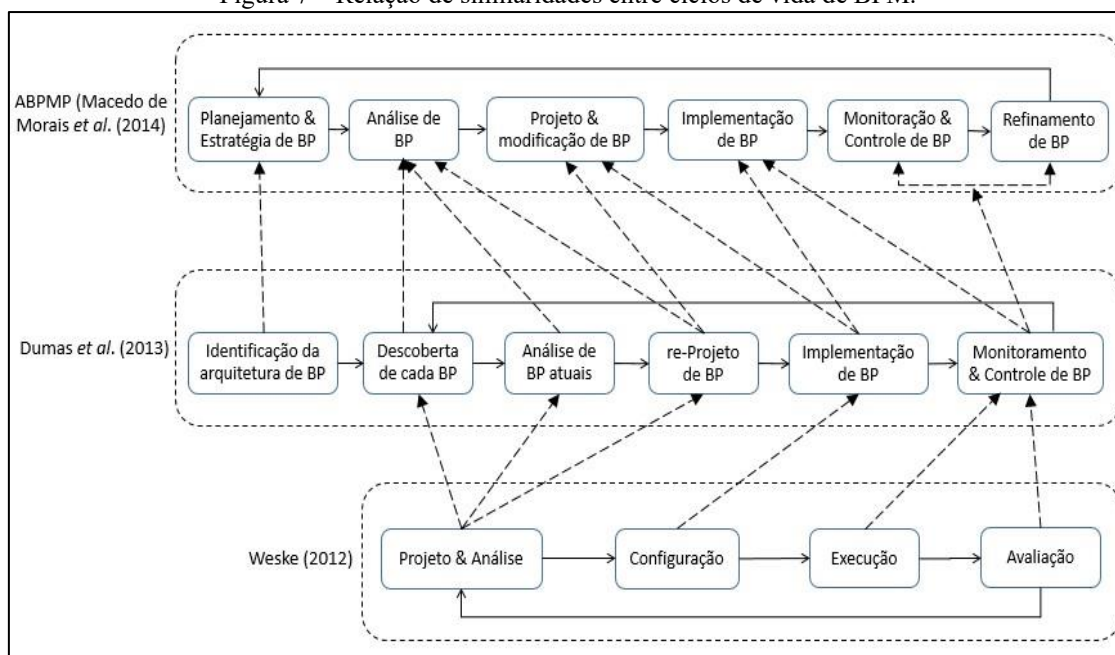 Figura 7 – Relação de similaridades entre ciclos de vida de BPM.
ABPMP (Macedo de
Morais et al. (2014)
Planejamento &
Estratégia de BP
Análise de
BP
Projeto &
modificação de BP
Implementação
de BP
Monitoração &
Controle de BP
Refinamento
de BP
Dumas et al. (2013)
Identificação da
arquitetura de BP
Descoberta
de cada BP
Análise de
BP atuais
re-Projeto
de BP
Implementação
de BP
Monitoramento
& Controle de BP
Weske (2012)
Projeto & Análise
Configuração
Execução
Avaliação